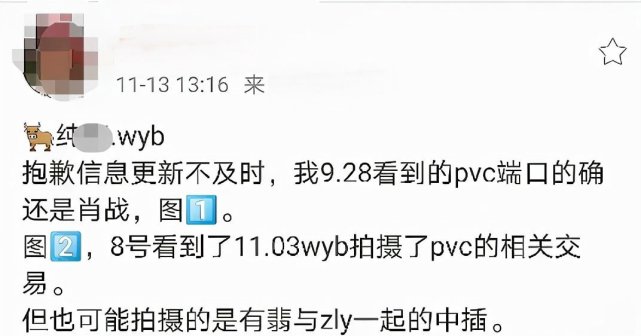 11-13 13:16 来
纯.wyb
抱歉信息更新不及时，我9.28看到的pvc端口的确
还是肖战，图1。
图2，8号看到了11.03wyb拍摄了pvc的相关交
易。
但也可能拍摄的是有翡与zly一起的中插。